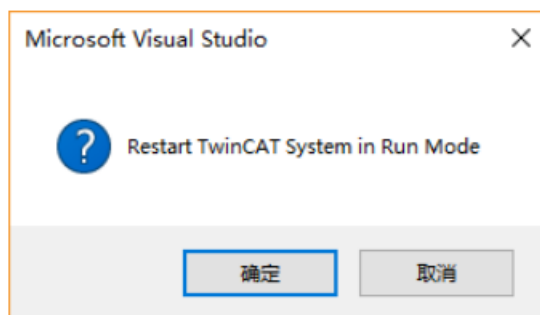 Microsoft Visual Studio
Restart TwinCAT System in Run Mode
确定
取消